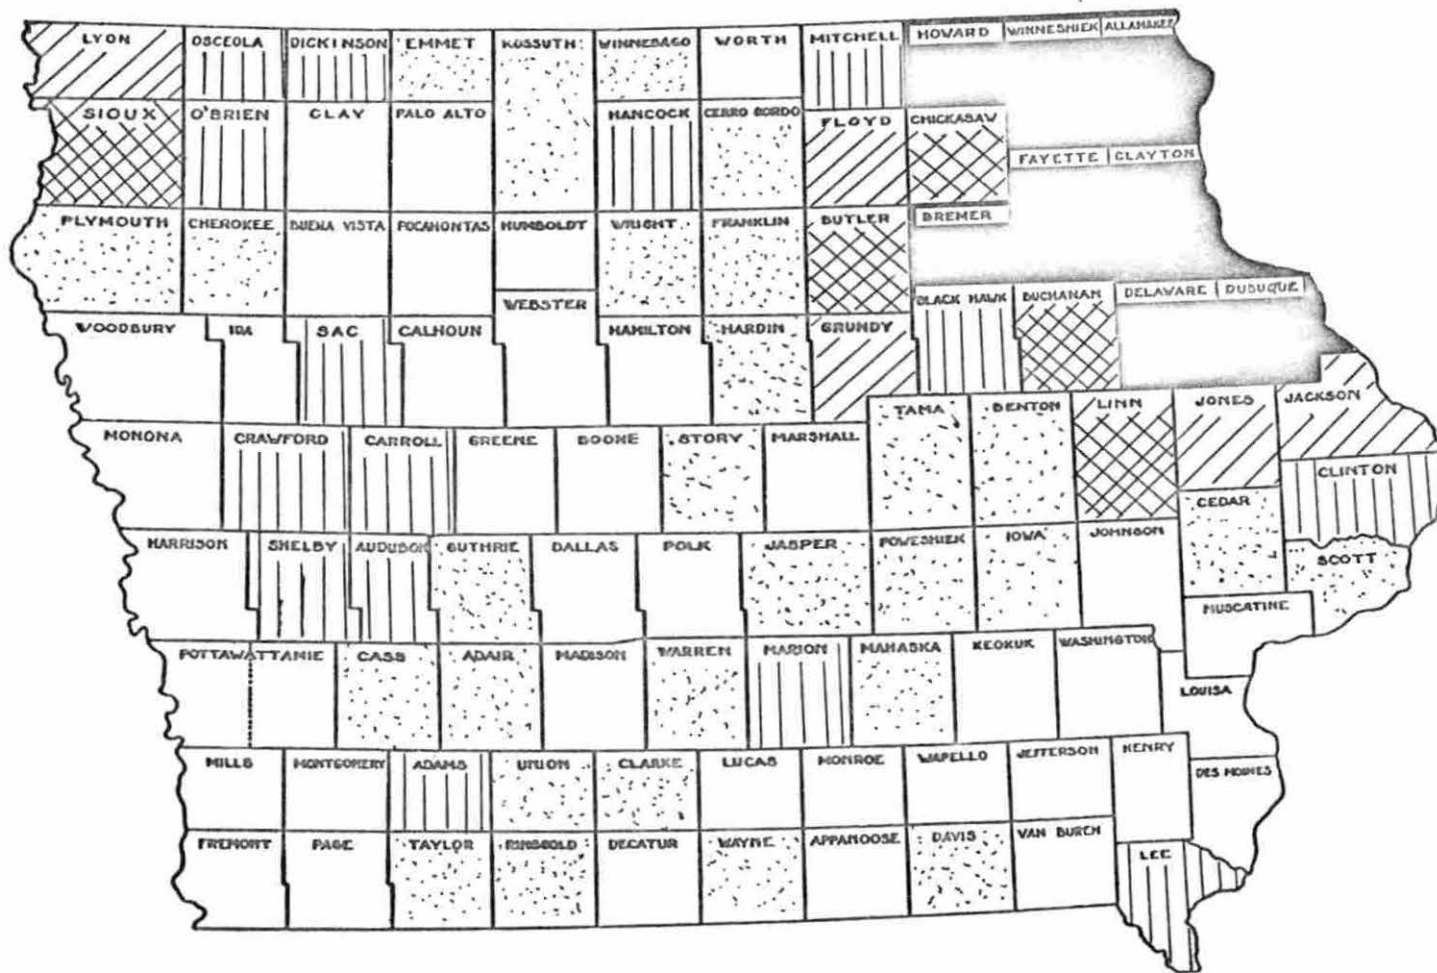 LYON OSCEOLA DICKINSON EMMET KOSSUTH WINNEBAGO WORTH MITCHELL HOWARD WINNESHIEK ALLAMAKEE
SIOUX O'BRIEN CLAY PALO ALTO HANCOCK CERRO GORDO FLOYD CHICKASAW
FAYETTE CLAYTON
PLYMOUTH CHEROKEE BUENA VISTA POCAHONTAS HUMBOLDT WRIGHT FRANKLIN BUTLER BREMER
WEBSTER BLACK HAWK BUCHANAN DELAWARE DUBUQUE
WOODBURY IDA SAC CALHOUN HAMILTON HARDIN GRUNDY
TAMA BENTON LINN JONES JACKSON
MONONA CRAWFORD CARROLL GREENE BOONE STORY MARSHALL
CLINTON
CEDAR
HARRISON SHELBY AUDUBON GUTHRIE DALLAS POLK JASPER POWESHIEK IOWA JOHNSON
SCOTT
MUSCATINE
POTTAWATTAMIE CASS ADAIR MADISON WARREN MARION MAHASKA KEOKUK WASHINGTON
LOUISA
MILLS MONTGOMERY ADAMS UNION CLARKE LUCAS MONROE WAPELLO JEFFERSON HENRY
DES MOINES
FREMONT PAGE TAYLOR RINGGOLD DECATUR WAYNE APPANOOSE DAVIS VAN BUREN
LEE